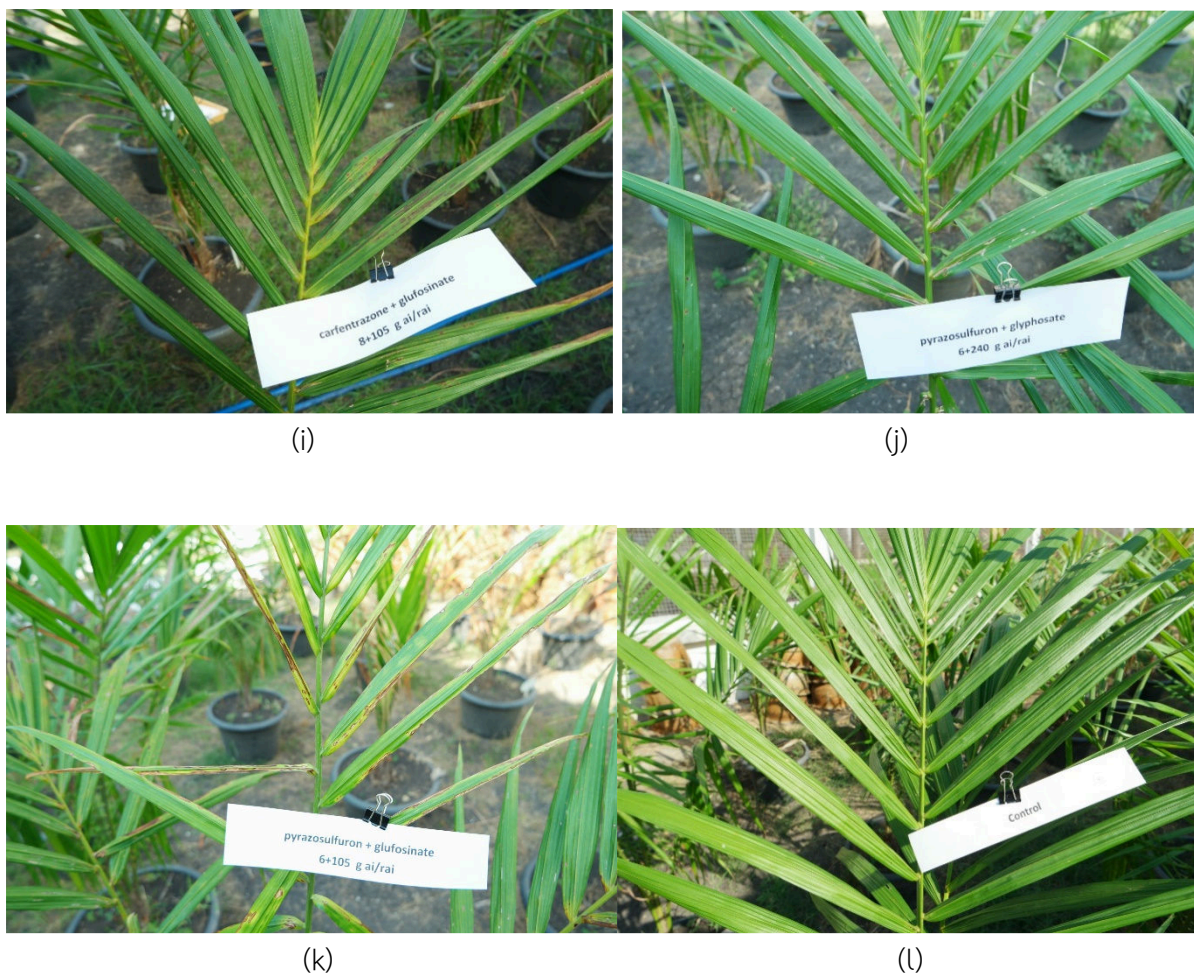 carfentrazone + glufosinate
8+105 g ai/rai
pyrazosulfuron + glyphosate
6+240 g ai/rai
(i)
(j)
pyrazosulfuron + glufosinate
6+105 g ai/rai
Control
(k)
(l)